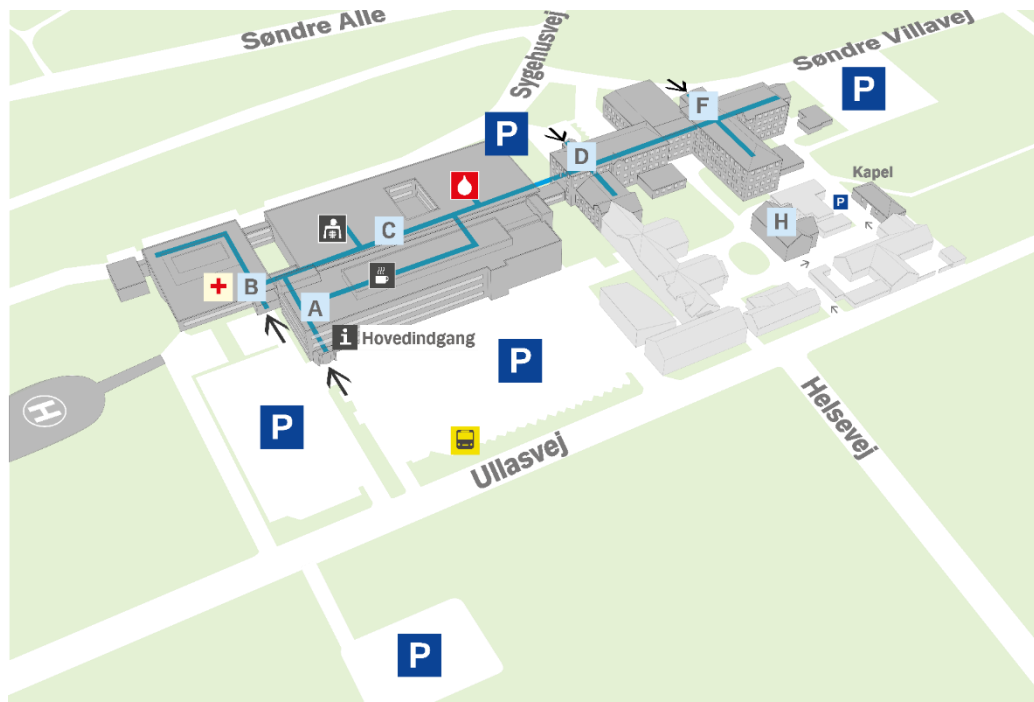 Søndre Alle
Sygehusvej
Søndre Villavej
P
P
F
D
Kapel
P
H
C
B
A
i Hovedindgang
P
P
H
Ullasvej
Helsevej
P